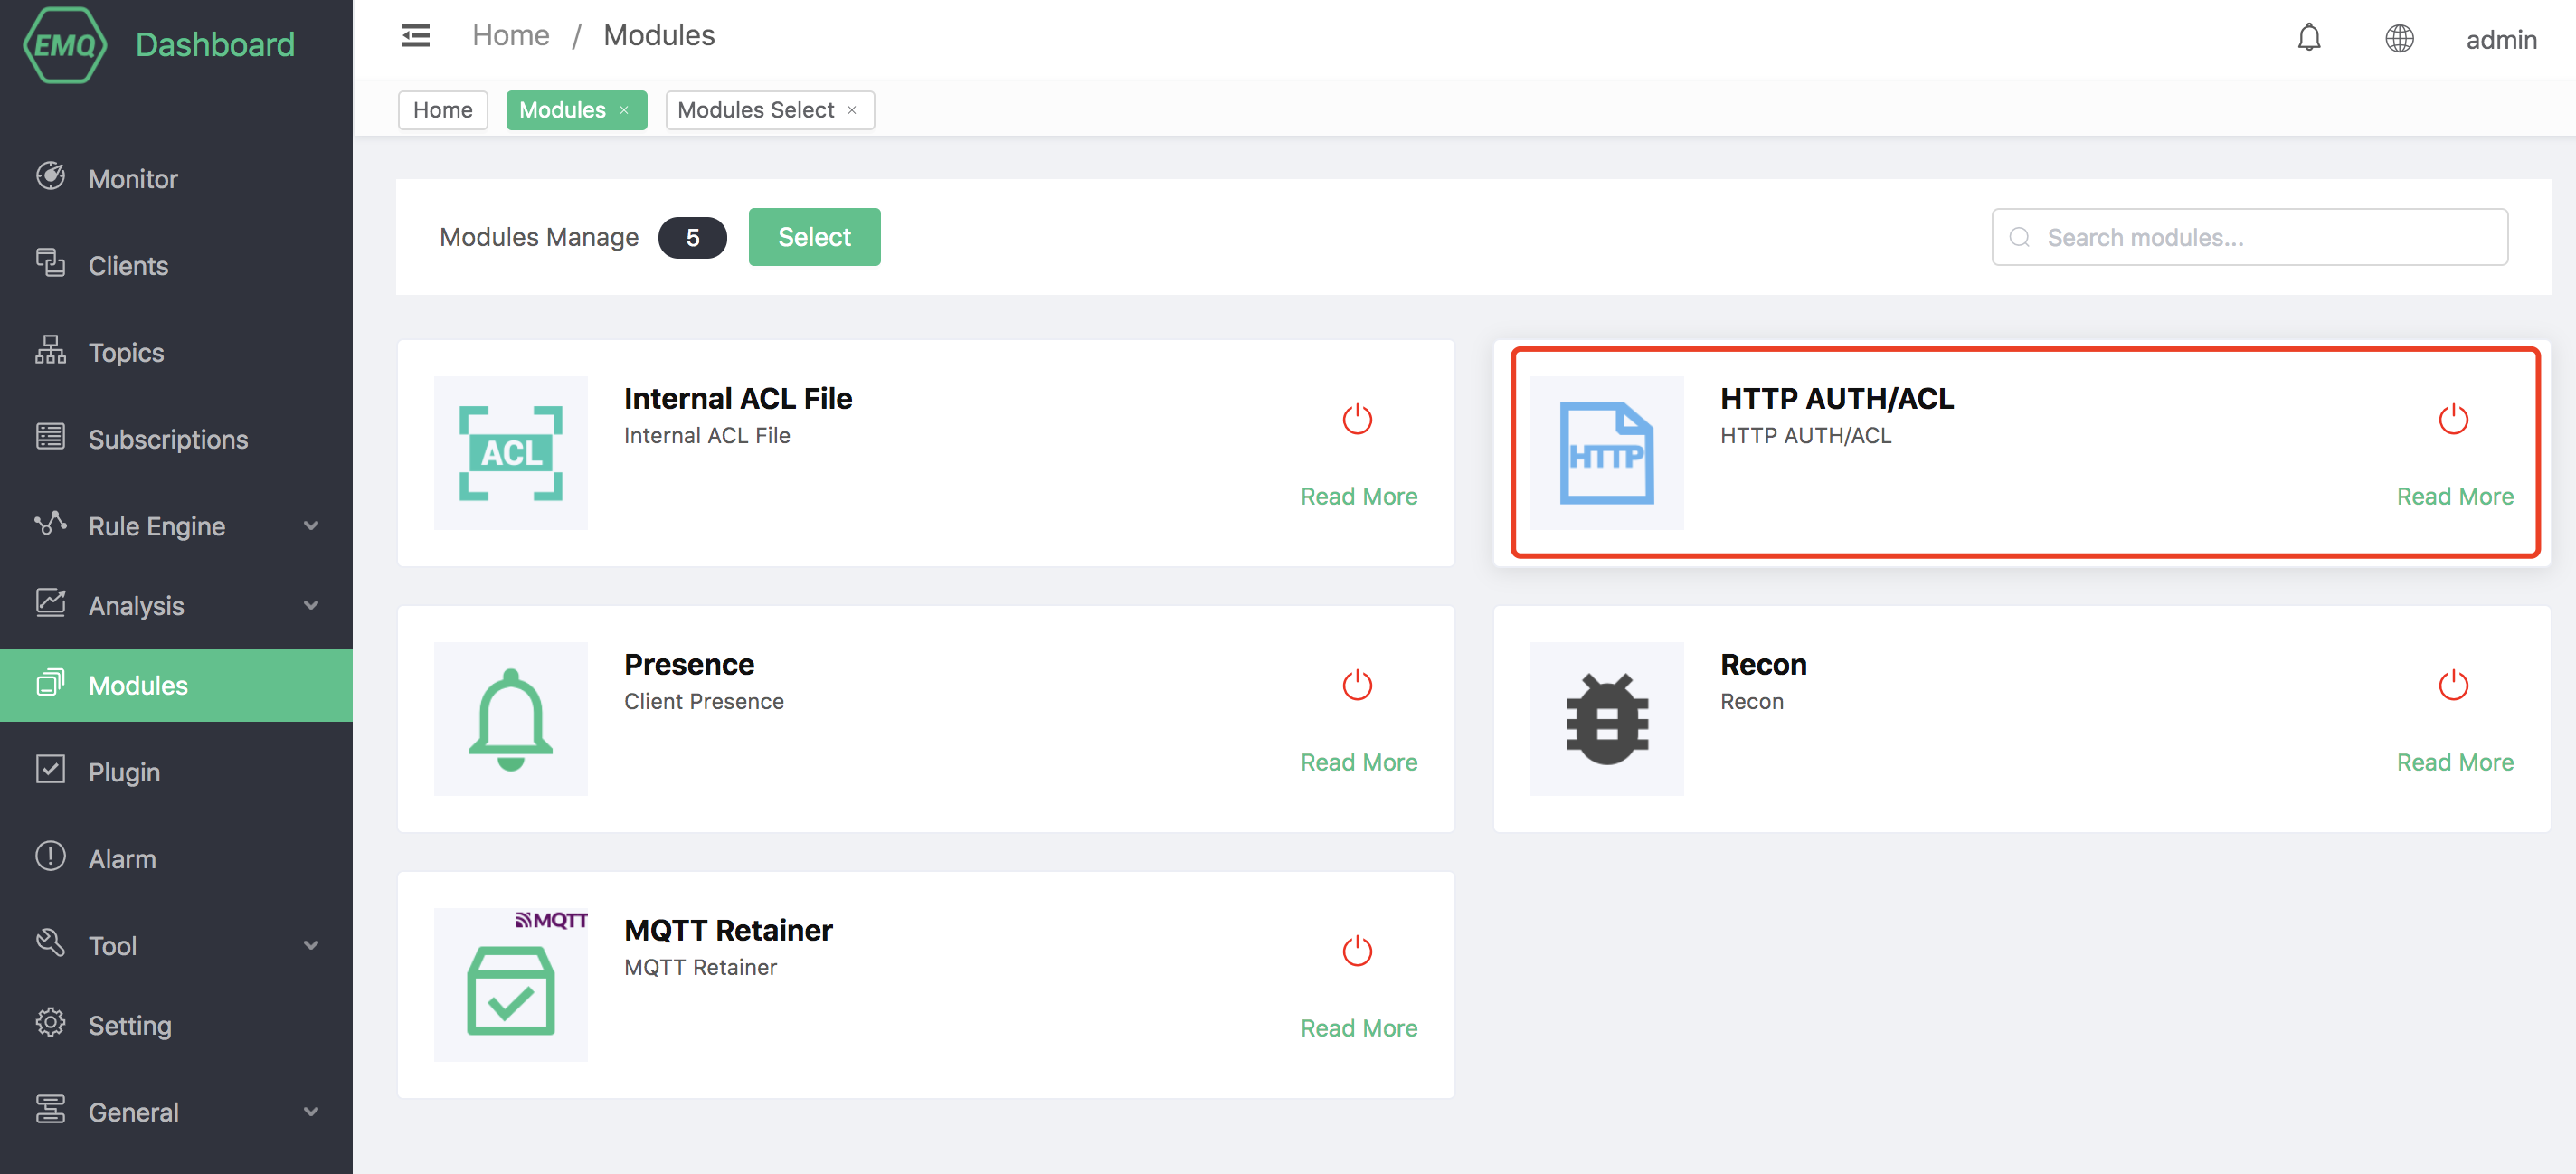 EMQ Dashboard
Home / Modules
admin
Home Modules × Modules Select ×
Monitor
Clients
Topics
Subscriptions
Rule Engine
Analysis
Modules
Plugin
Alarm
Tool
Setting
General
Modules Manage 5 Select
Search modules...
ACL
Internal ACL File
Internal ACL File
Read More
HTTP
HTTP AUTH/ACL
HTTP AUTH/ACL
Read More
Presence
Client Presence
Read More
Recon
Recon
Read More
MQTT
MQTT Retainer
MQTT Retainer
Read More